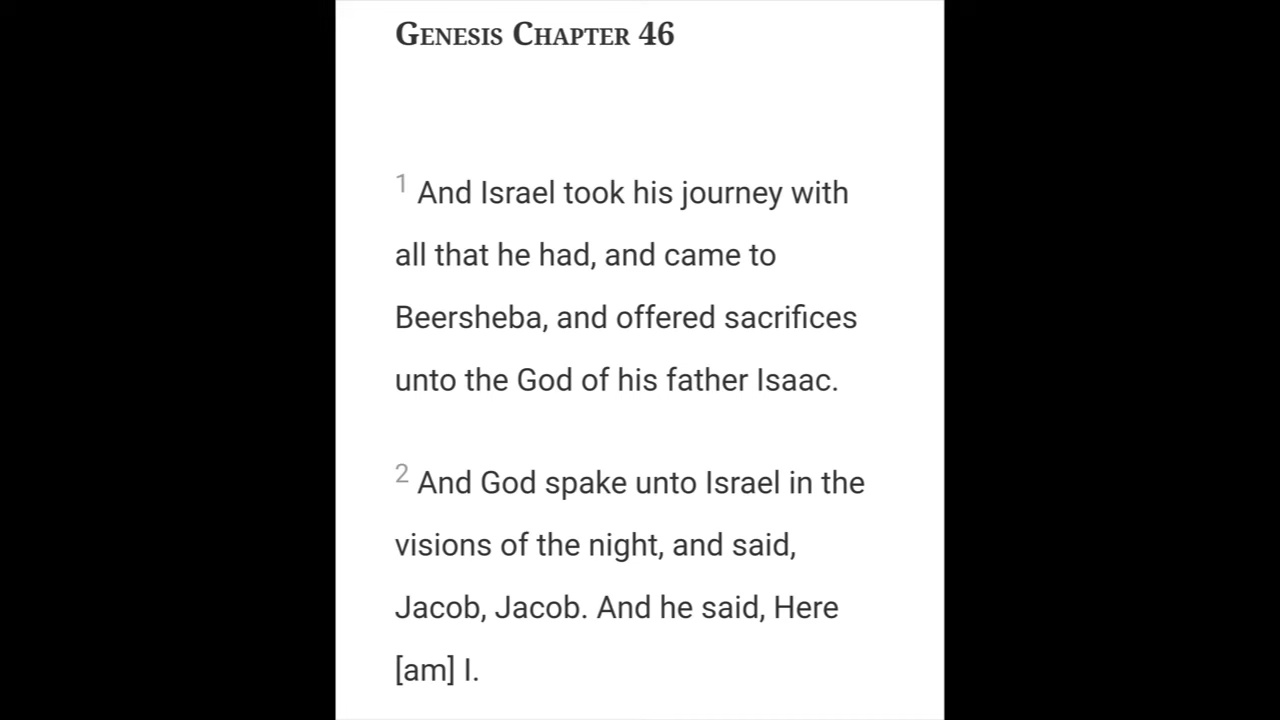 Genesis Chapter 46
1 And Israel took his journey with
all that he had, and came to
Beersheba, and offered sacrifices
unto the God of his father Isaac.
2 And God spake unto Israel in the
visions of the night, and said,
Jacob, Jacob. And he said, Here
[am] I.